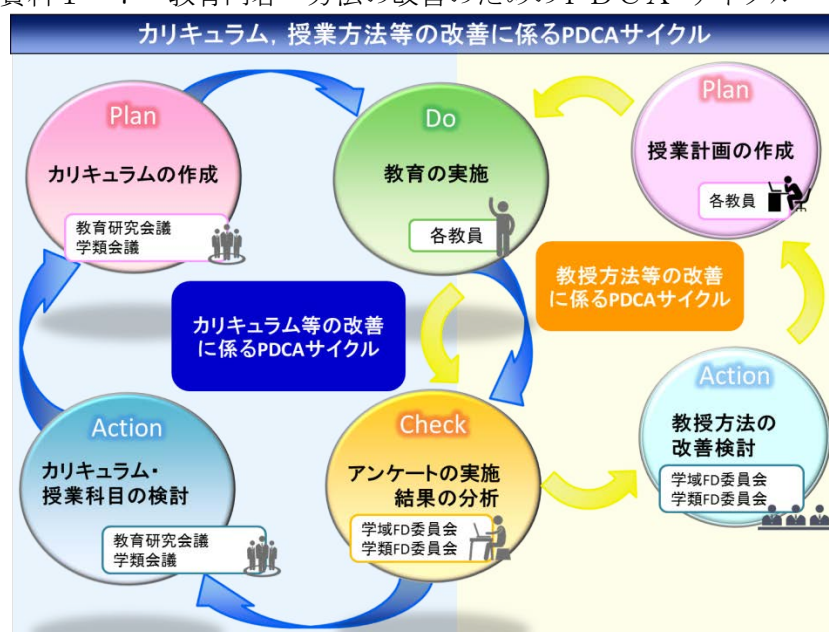 カリキュラム，授業方法等の改善に係るPDCAサイクル
Plan
カリキュラムの作成
教育研究会議
学類会議
Do
教育の実施
各教員
Plan
授業計画の作成
各教員
カリキュラム等の改善
に係るPDCAサイクル
教授方法等の改善
に係るPDCAサイクル
Action
カリキュラム・
授業科目の検討
教育研究会議
学類会議
Check
アンケートの実施
結果の分析
学域FD委員会
学類FD委員会
Action
教授方法の
改善検討
学域FD委員会
学類FD委員会